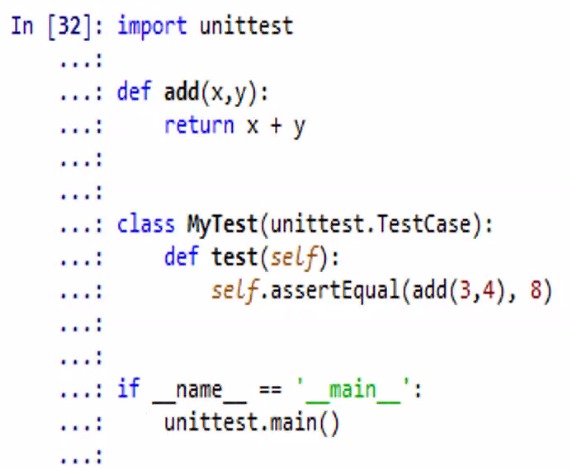 In [32]: import unittest
    ...:
    ...: def add(x,y):
    ...:     return x + y
    ...:
    ...:
    ...: class MyTest(unittest.TestCase):
    ...:     def test(self):
    ...:         self.assertEqual(add(3,4), 8)
    ...:
    ...:
    ...: if __name__ == '__main__':
    ...:     unittest.main()
    ...: